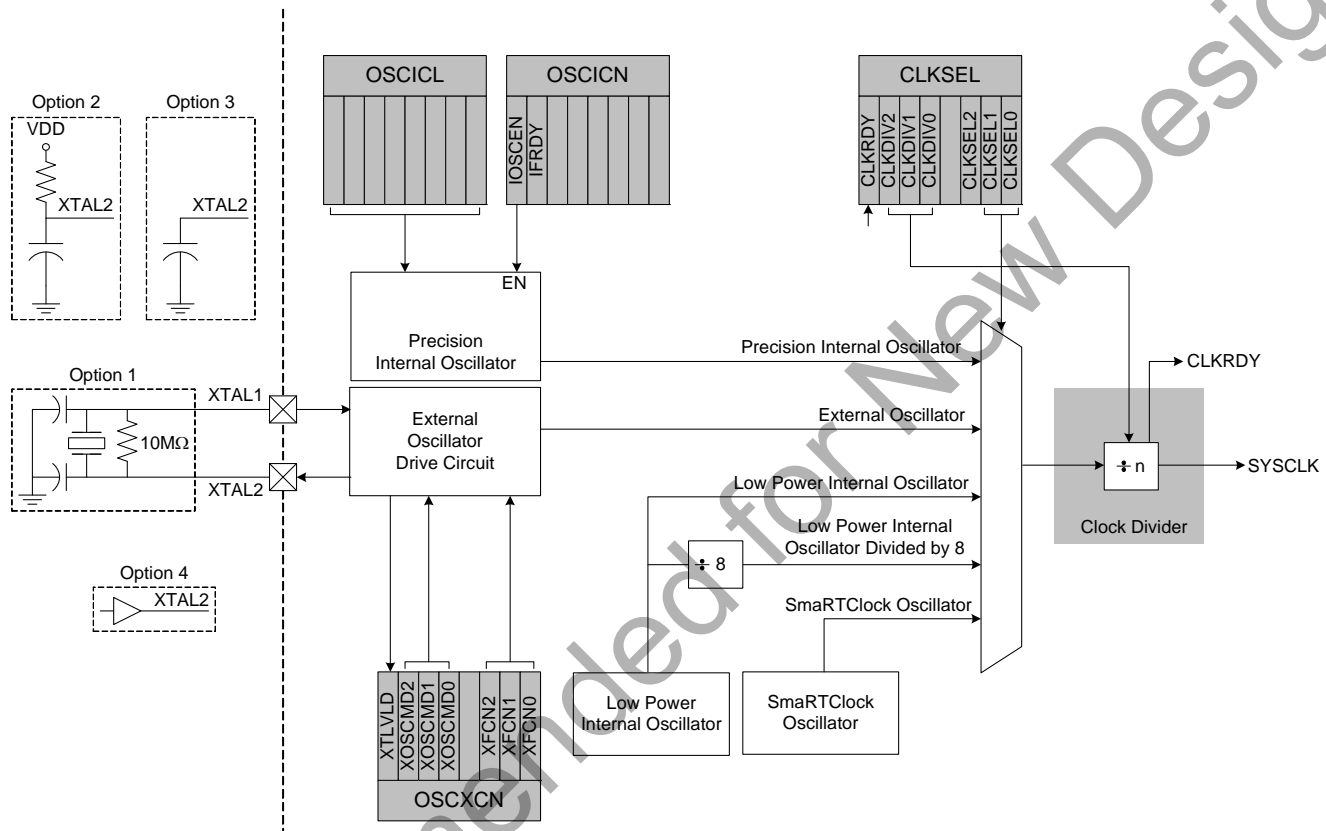 OSCICL
OSCICN
IOSCEN
IFRDY
CLKSEL
CLKRDY
CLKDIV2
CLKDIV1
CLKDIV0
CLKSEL2
CLKSEL1
CLKSEL0
Option 2
VDD
XTAL2
Option 3
XTAL2
EN
Precision
Internal Oscillator
Precision Internal Oscillator
CLKRDY
Option 1
10MΩ
XTAL1
XTAL2
External
Oscillator
Drive Circuit
External Oscillator
÷ n
SYSCLK
Clock Divider
Low Power Internal Oscillator
Low Power Internal
Oscillator Divided by 8
÷ 8
SmaRTClock Oscillator
Option 4
XTAL2
XTLVLD
XOSCMD2
XOSCMD1
XOSCMD0
XFCN2
XFCN1
XFCN0
OSCXCN
Low Power
Internal Oscillator
SmaRTClock
Oscillator
ended for New Desig